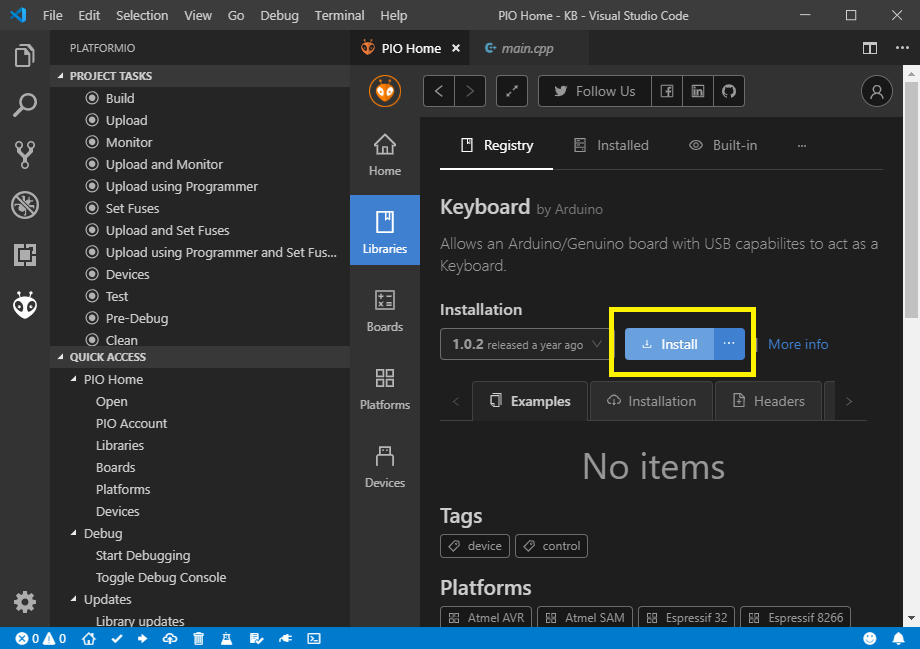 File Edit Selection View Go Debug Terminal Help PIO Home - KB - Visual Studio Code
PLATFORMIO
PROJECT TASKS
Build
Upload
Monitor
Upload and Monitor
Upload using Programmer
Set Fuses
Upload and Set Fuses
Upload using Programmer and Set Fus...
Devices
Test
Pre-Debug
Clean
QUICK ACCESS
PIO Home
Open
PIO Account
Libraries
Boards
Platforms
Devices
Debug
Start Debugging
Toggle Debug Console
Updates
Library updates
PIO Home main.cpp
Follow Us
Home
Libraries
Boards
Platforms
Devices
Registry Installed Built-in ...
Keyboard by Arduino
Allows an Arduino/Genuino board with USB capabilites to act as a
Keyboard.
Installation
1.0.2 released a year ago Install ... | More info
Examples Installation Headers
No items
Tags
device control
Platforms
Atmel AVR Atmel SAM Espressif 32 Espressif 8266
0 0